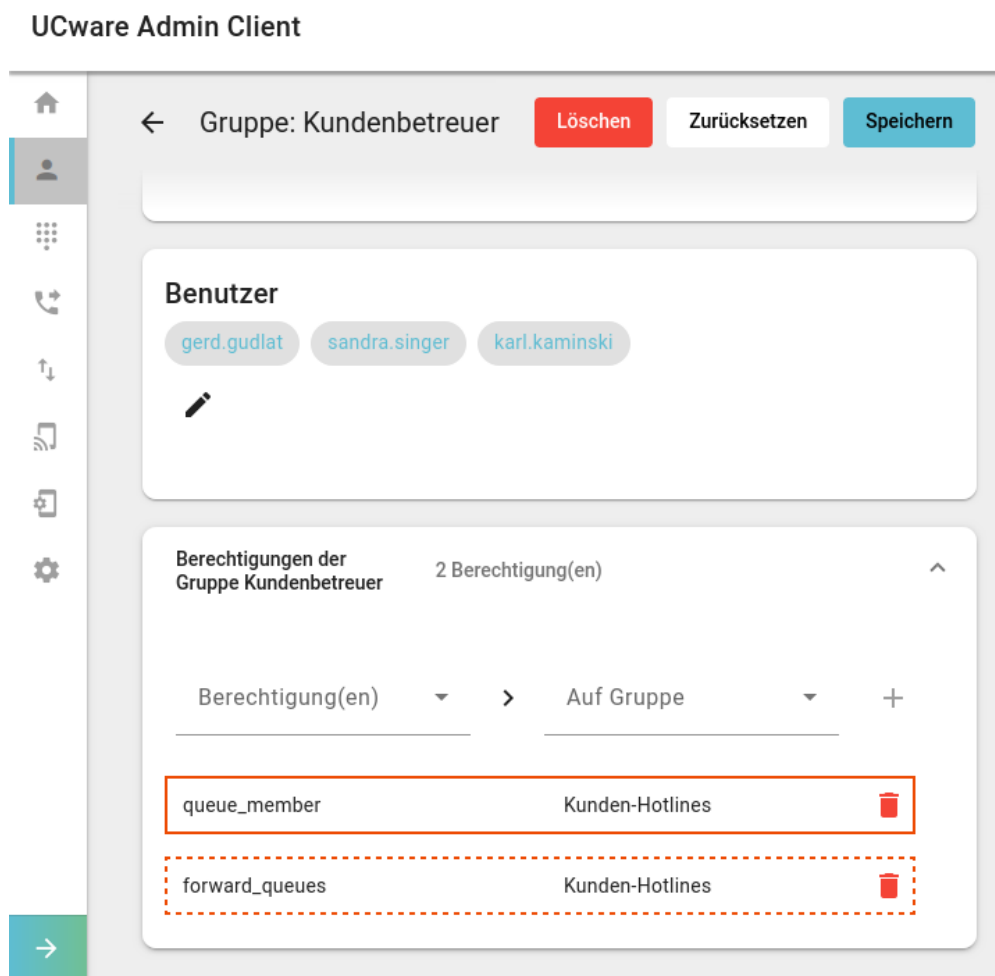 UCware Admin Client
Gruppe: Kundenbetreuer
Löschen
Zurücksetzen
Speichern
Benutzer
gerd.gudlat
sandra.singer
karl.kaminski
Berechtigungen der
Gruppe Kundenbetreuer
2 Berechtigung(en)
Berechtigung(en)
Auf Gruppe
queue_member
Kunden-Hotlines
forward_queues
Kunden-Hotlines